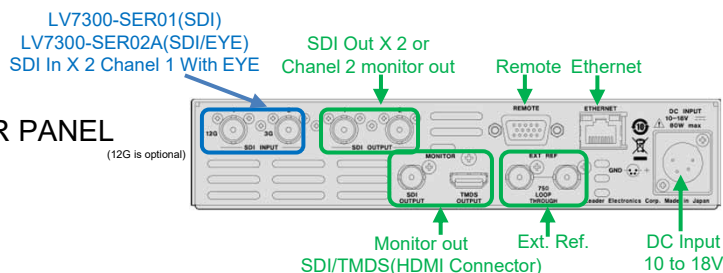 LV7300-SER01(SDI)
LV7300-SER02A(SDI/EYE)
SDI In X 2 Chanel 1 With EYE
SDI Out X 2 or
Chanel 2 monitor out
Remote Ethernet
R PANEL
(12G is optional)
REMOTE
ETHERNET
DC INPUT
10-18V
80W max
12G
3G
SDI INPUT
SDI OUTPUT
MONITOR
EXT REF
GND
SDI
OUTPUT
TMDS
OUTPUT
75Ω
LOOP
THROUGH
Leader Electronics Corp. Made in Japan
Monitor out
SDI/TMDS(HDMI Connector)
Ext. Ref.
DC Input
10 to 18V